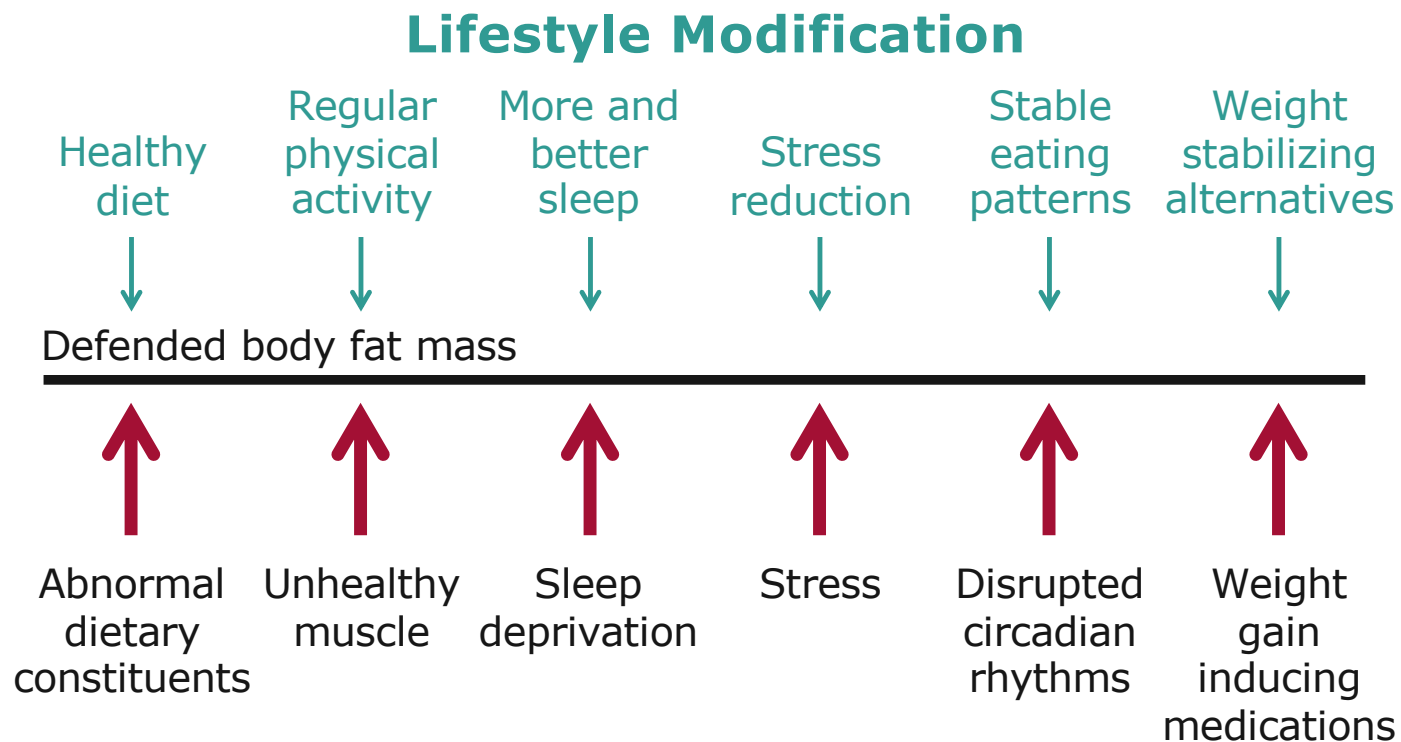 Lifestyle Modification
Healthy
diet
Regular
physical
activity
More and
better
sleep
Stress
reduction
Stable
eating
patterns
Weight
stabilizing
alternatives
Defended body fat mass
Abnormal
dietary
constituents
Unhealthy
muscle
Sleep
deprivation
Stress
Disrupted
circadian
rhythms
Weight
gain
inducing
medications